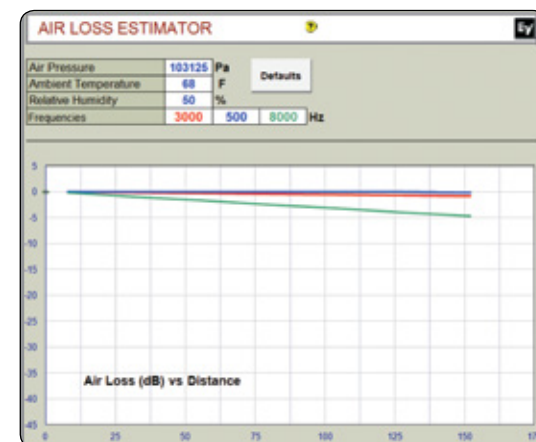 AIR LOSS ESTIMATOR ? EV
Air Pressure 103125 Pa
Defaults
Ambient Temperature 68 F
Relative Humidity 50 %
Frequencies 3000 500 8000 Hz
5
0
-5
-10
-15
-20
-25
-30
-35
Air Loss (dB) vs Distance
-40
-45
0 25 50 75 100 125 150 17